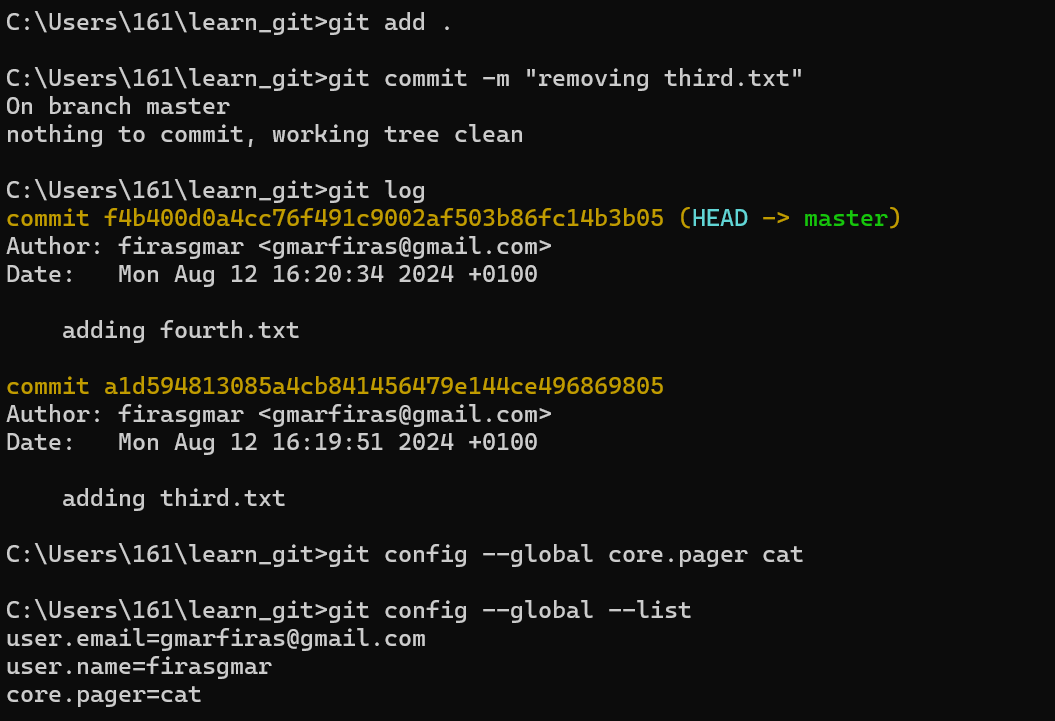 C:\Users\161\learn_git>git add .
C:\Users\161\learn_git>git commit -m "removing third.txt"
On branch master
nothing to commit, working tree clean
C:\Users\161\learn_git>git log
commit f4b400d0a4cc76f491c9002af503b86fc14b3b05 (HEAD -> master)
Author: firasgmar <gmarfiras@gmail.com>
Date:   Mon Aug 12 16:20:34 2024 +0100
    adding fourth.txt
commit a1d594813085a4cb841456479e144ce496869805
Author: firasgmar <gmarfiras@gmail.com>
Date:   Mon Aug 12 16:19:51 2024 +0100
    adding third.txt
C:\Users\161\learn_git>git config --global core.pager cat
C:\Users\161\learn_git>git config --global --list
user.email=gmarfiras@gmail.com
user.name=firasgmar
core.pager=cat